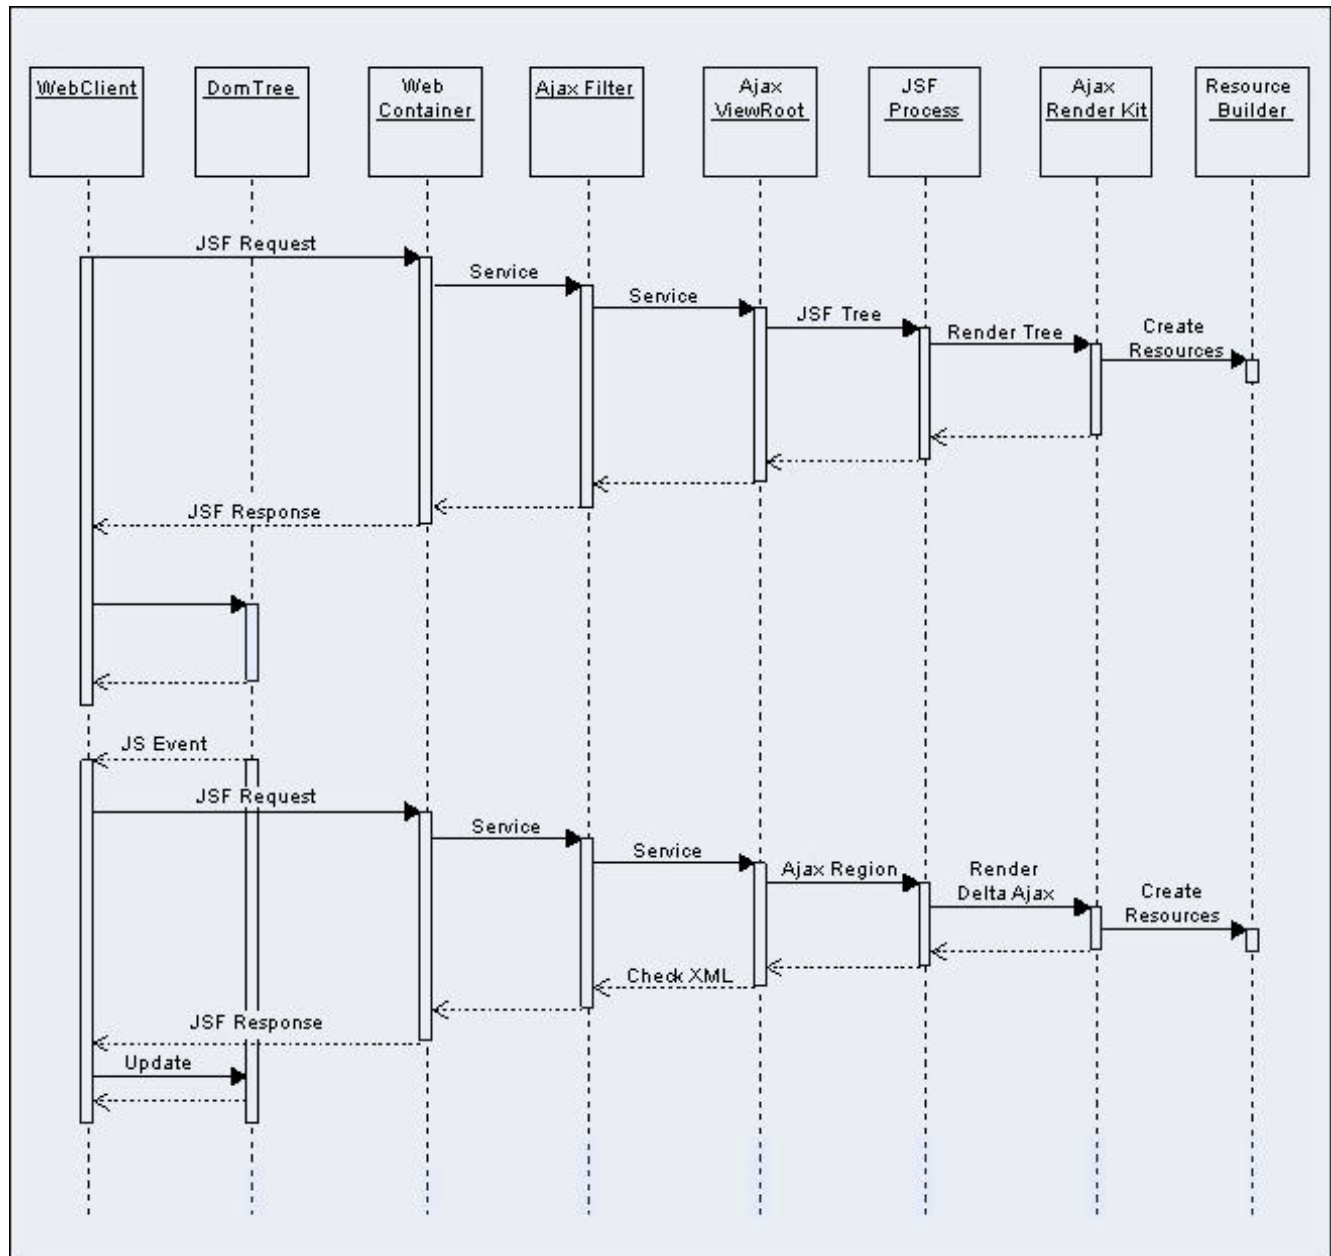 WebClient
DomTree
Web
Container
Ajax Filter
Ajax
ViewRoot
JSF
Process
Ajax
Render Kit
Resource
Builder
JSF Request
Service
Service
JSF Tree
Render Tree
Create
Resources
JSF Response
JS Event
JSF Request
Service
Service
Ajax Region
Render
Delta Ajax
Create
Resources
Check XML
JSF Response
Update